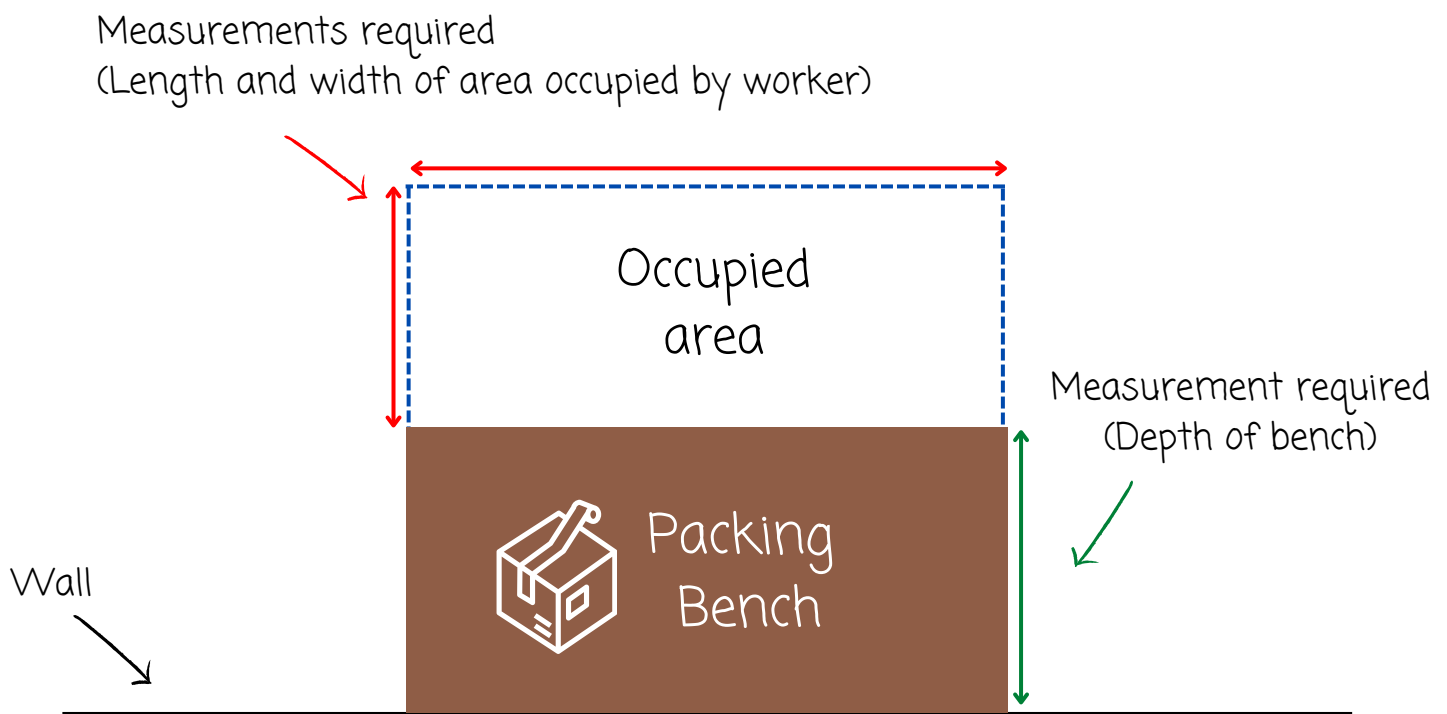 Measurements required
(Length and width of area occupied by worker)
Occupied
area
Measurement required
(Depth of bench)
Packing
Bench
Wall